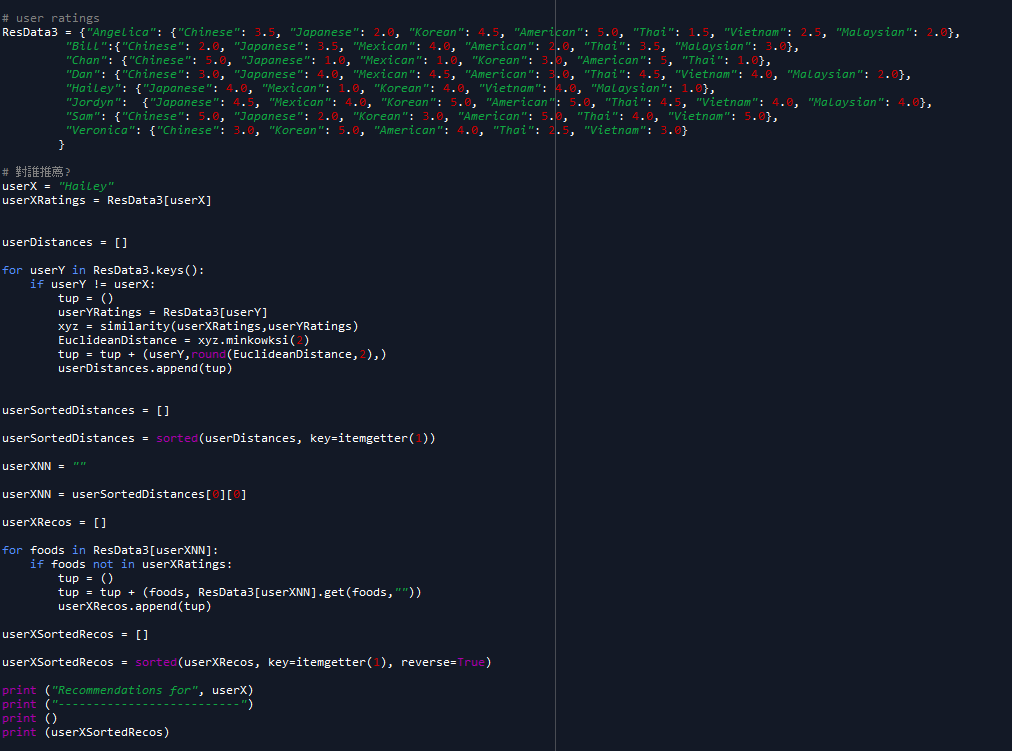 # user ratings
ResData3 = {"Angelica": {"Chinese": 3.5, "Japanese": 2.0, "Korean": 4.5, "American": 5.0, "Thai": 1.5, "Vietnam": 2.5, "Malaysian": 2.0},
"Bill":{"Chinese": 2.0, "Japanese": 3.5, "Mexican": 4.0, "American": 2.0, "Thai": 3.5, "Malaysian": 3.0},
"Chan": {"Chinese": 5.0, "Japanese": 1.0, "Mexican": 1.0, "Korean": 3.0, "American": 5, "Thai": 1.0},
"Dan": {"Chinese": 3.0, "Japanese": 4.0, "Mexican": 4.5, "American": 3.0, "Thai": 4.5, "Vietnam": 4.0, "Malaysian": 2.0},
"Hailey": {"Japanese": 4.0, "Mexican": 1.0, "Korean": 4.0, "Vietnam": 4.0, "Malaysian": 1.0},
"Jordyn":  {"Japanese": 4.5, "Mexican": 4.0, "Korean": 5.0, "American": 5.0, "Thai": 4.5, "Vietnam": 4.0, "Malaysian": 4.0},
"Sam": {"Chinese": 5.0, "Japanese": 2.0, "Korean": 3.0, "American": 5.0, "Thai": 4.0, "Vietnam": 5.0},
"Veronica": {"Chinese": 3.0, "Korean": 5.0, "American": 4.0, "Thai": 2.5, "Vietnam": 3.0}
}
# 對誰推薦?
userX = "Hailey"
userXRatings = ResData3[userX]
userDistances = []
for userY in ResData3.keys():
if userY != userX:
tup = ()
userYRatings = ResData3[userY]
xyz = similarity(userXRatings,userYRatings)
EuclideanDistance = xyz.minkowksi(2)
tup = tup + (userY,round(EuclideanDistance,2),)
userDistances.append(tup)
userSortedDistances = []
userSortedDistances = sorted(userDistances, key=itemgetter(1))
userXNN = ""
userXNN = userSortedDistances[0][0]
userXRecos = []
for foods in ResData3[userXNN]:
if foods not in userXRatings:
tup = ()
tup = tup + (foods, ResData3[userXNN].get(foods,""))
userXRecos.append(tup)
userXSortedRecos = []
userXSortedRecos = sorted(userXRecos, key=itemgetter(1), reverse=True)
print ("Recommendations for", userX)
print ("--------------------------")
print ()
print (userXSortedRecos)